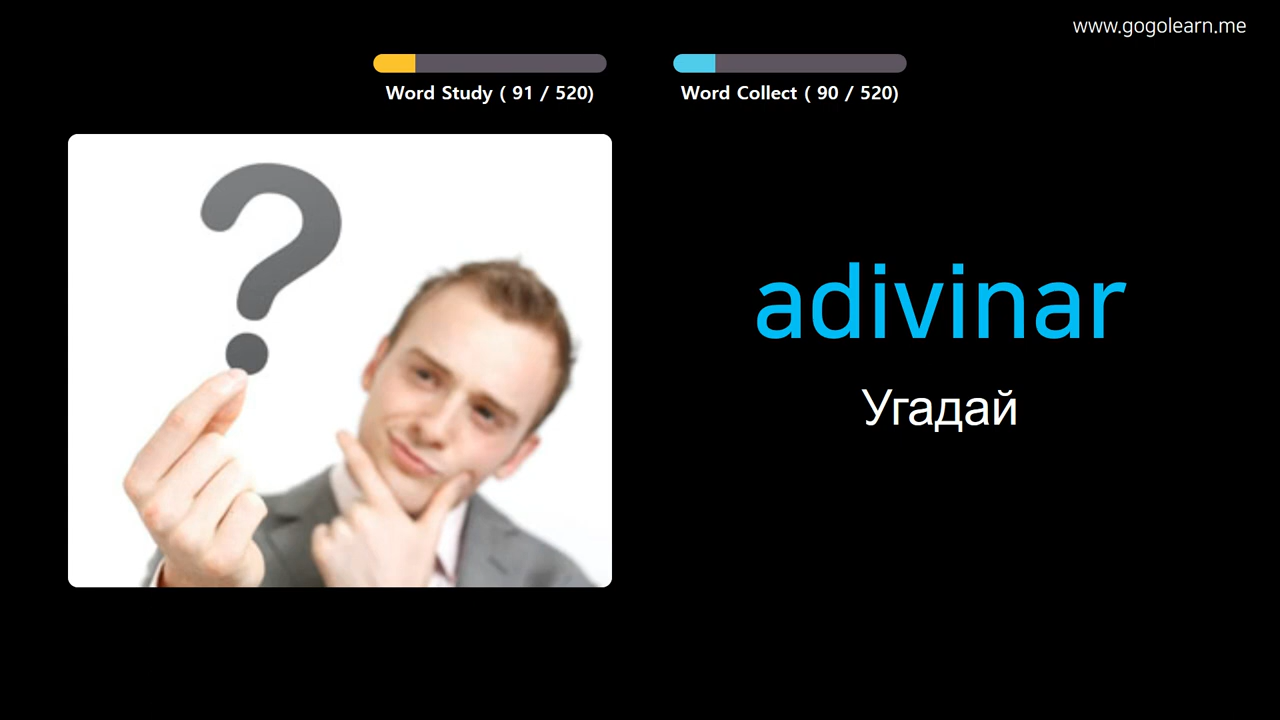 www.gogolearn.me
Word Study ( 91 / 520)
Word Collect ( 90 / 520)
?
adivinar
Угадай